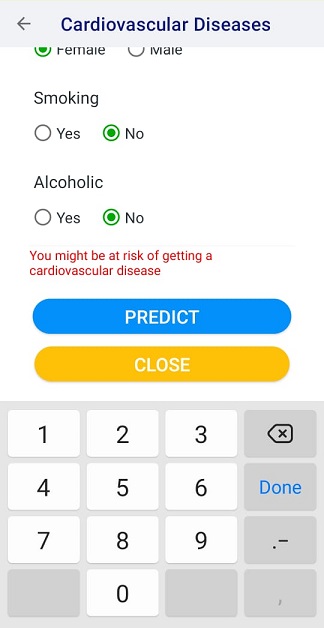 Cardiovascular Diseases
Female Male
Smoking
Yes No
Alcoholic
Yes No
You might be at risk of getting a
cardiovascular disease
PREDICT
CLOSE
1 2 3
4 5 6 Done
7 8 9 .-
0 ,